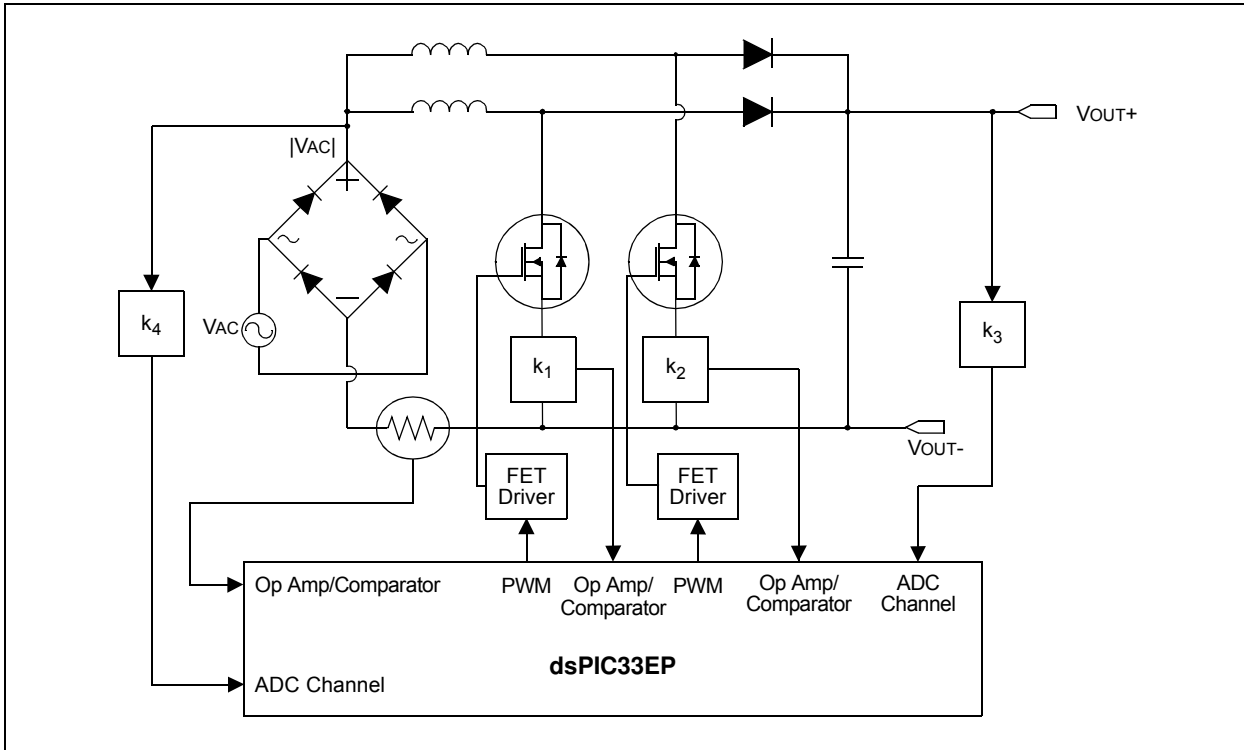 VOUT+
|VAC|
k4
VAC
k3
k1
k2
VOUT-
FET
Driver
FET
Driver
Op Amp/Comparator
PWM
Op Amp/
Comparator
PWM
Op Amp/
Comparator
ADC
Channel
dsPIC33EP
ADC Channel